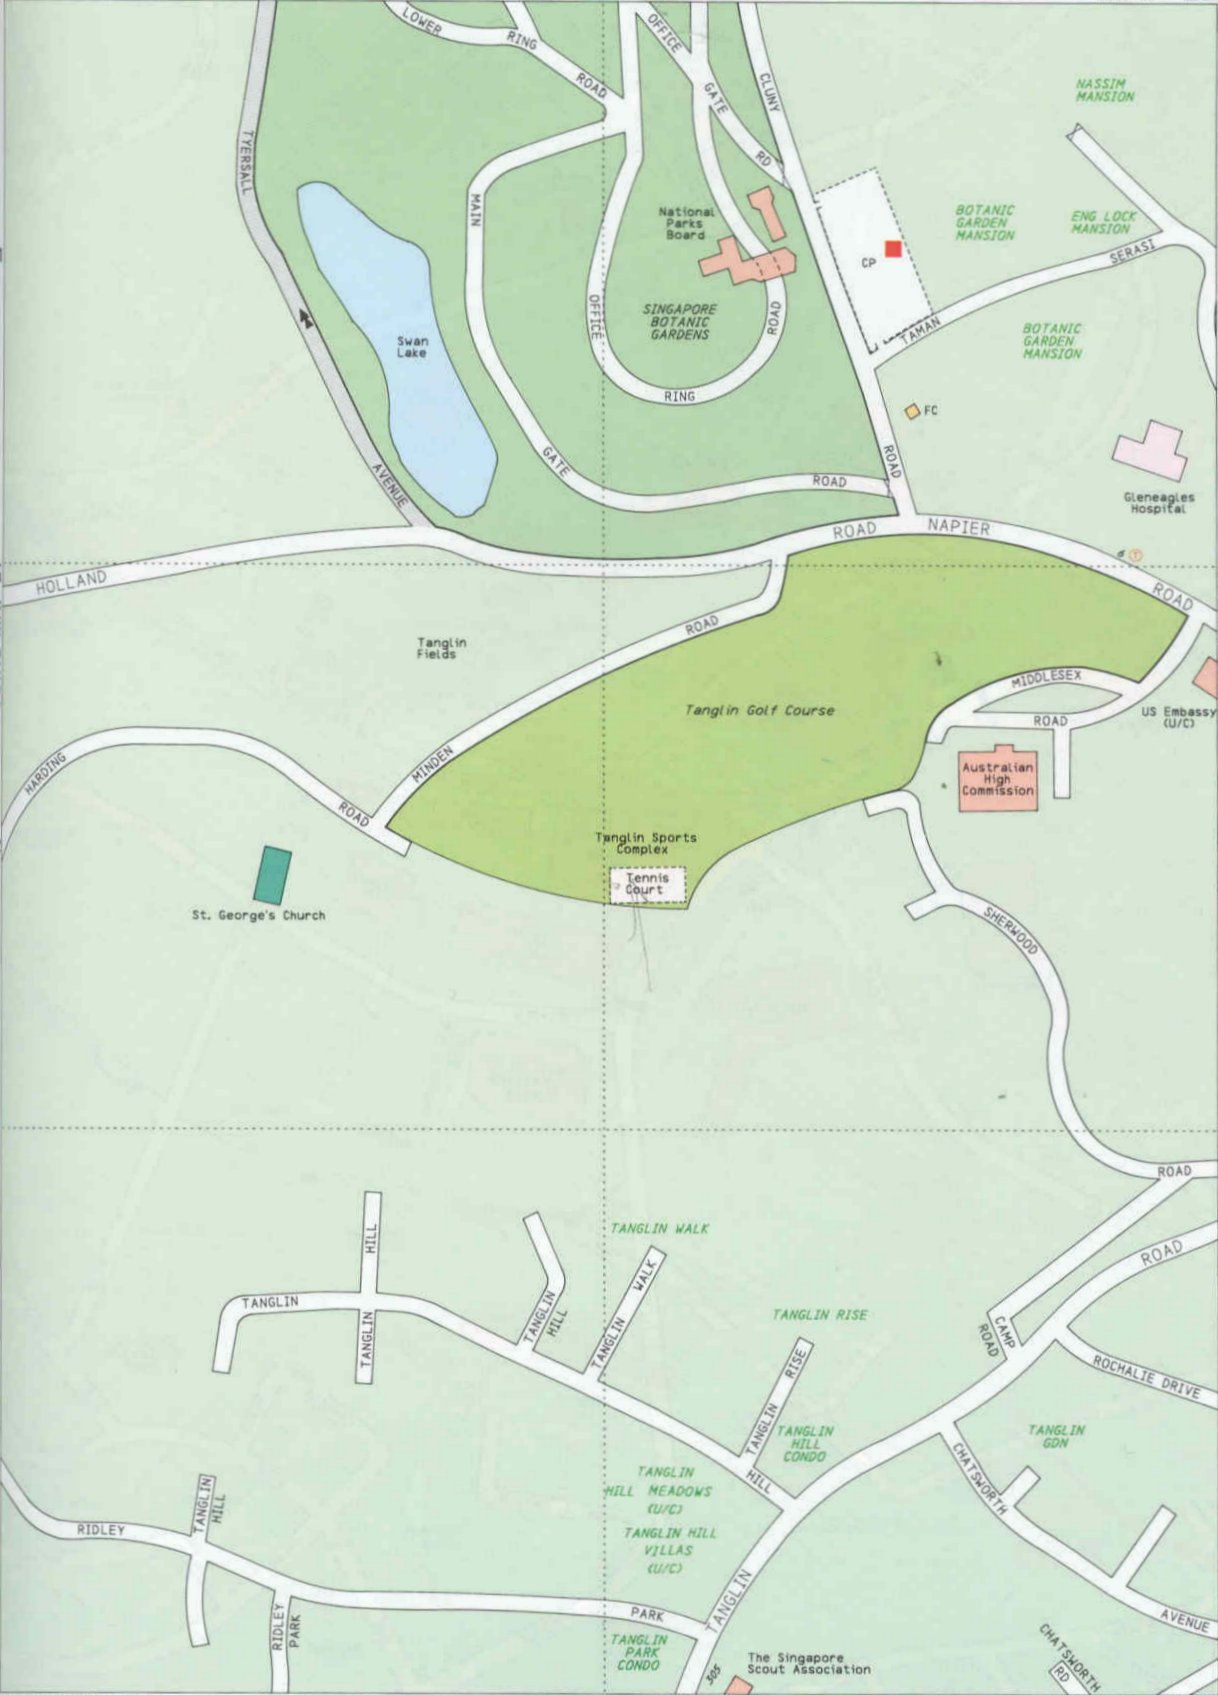 LOWER
RING
ROAD
OFFICE
GATE
RD
CLUNY
NASSIM
MANSION
TYERSALL
MAIN
National
Parks
Board
BOTANIC
GARDEN
MANSION
ENG LOCK
MANSION
SERASI
CP
OFFICE
SINGAPORE
BOTANIC
GARDENS
ROAD
TAMAN
BOTANIC
GARDEN
MANSION
Swan
Lake
RING
FC
GATE
ROAD
ROAD
AVENUE
Gleneagles
Hospital
ROAD
NAPIER
T
HOLLAND
ROAD
ROAD
Tanglin
Fields
MIDDLESEX
Tanglin Golf Course
ROAD
US Embassy
(U/C)
HARDING
MINDEN
Australian
High
Commission
ROAD
Tanglin Sports
Complex
Tennis
Court
St. George's Church
SHERWOOD
ROAD
TANGLIN WALK
HILL
WALK
ROAD
TANGLIN
TANGLIN
HILL
TANGLIN RISE
TANGLIN
TANGLIN
CAMP
ROAD
RISE
ROCHALIE DRIVE
TANGLIN
TANGLIN
HILL
CONDO
TANGLIN
GDN
TANGLIN
HILL MEADOWS
(U/C)
HILL
CHATSWORTH
TANGLIN
HILL
RIDLEY
TANGLIN HILL
VILLAS
(U/C)
TANGLIN
PARK
AVENUE
RIDLEY
PARK
TANGLIN
PARK
CONDO
305
The Singapore
Scout Association
CHATSWORTH
RD